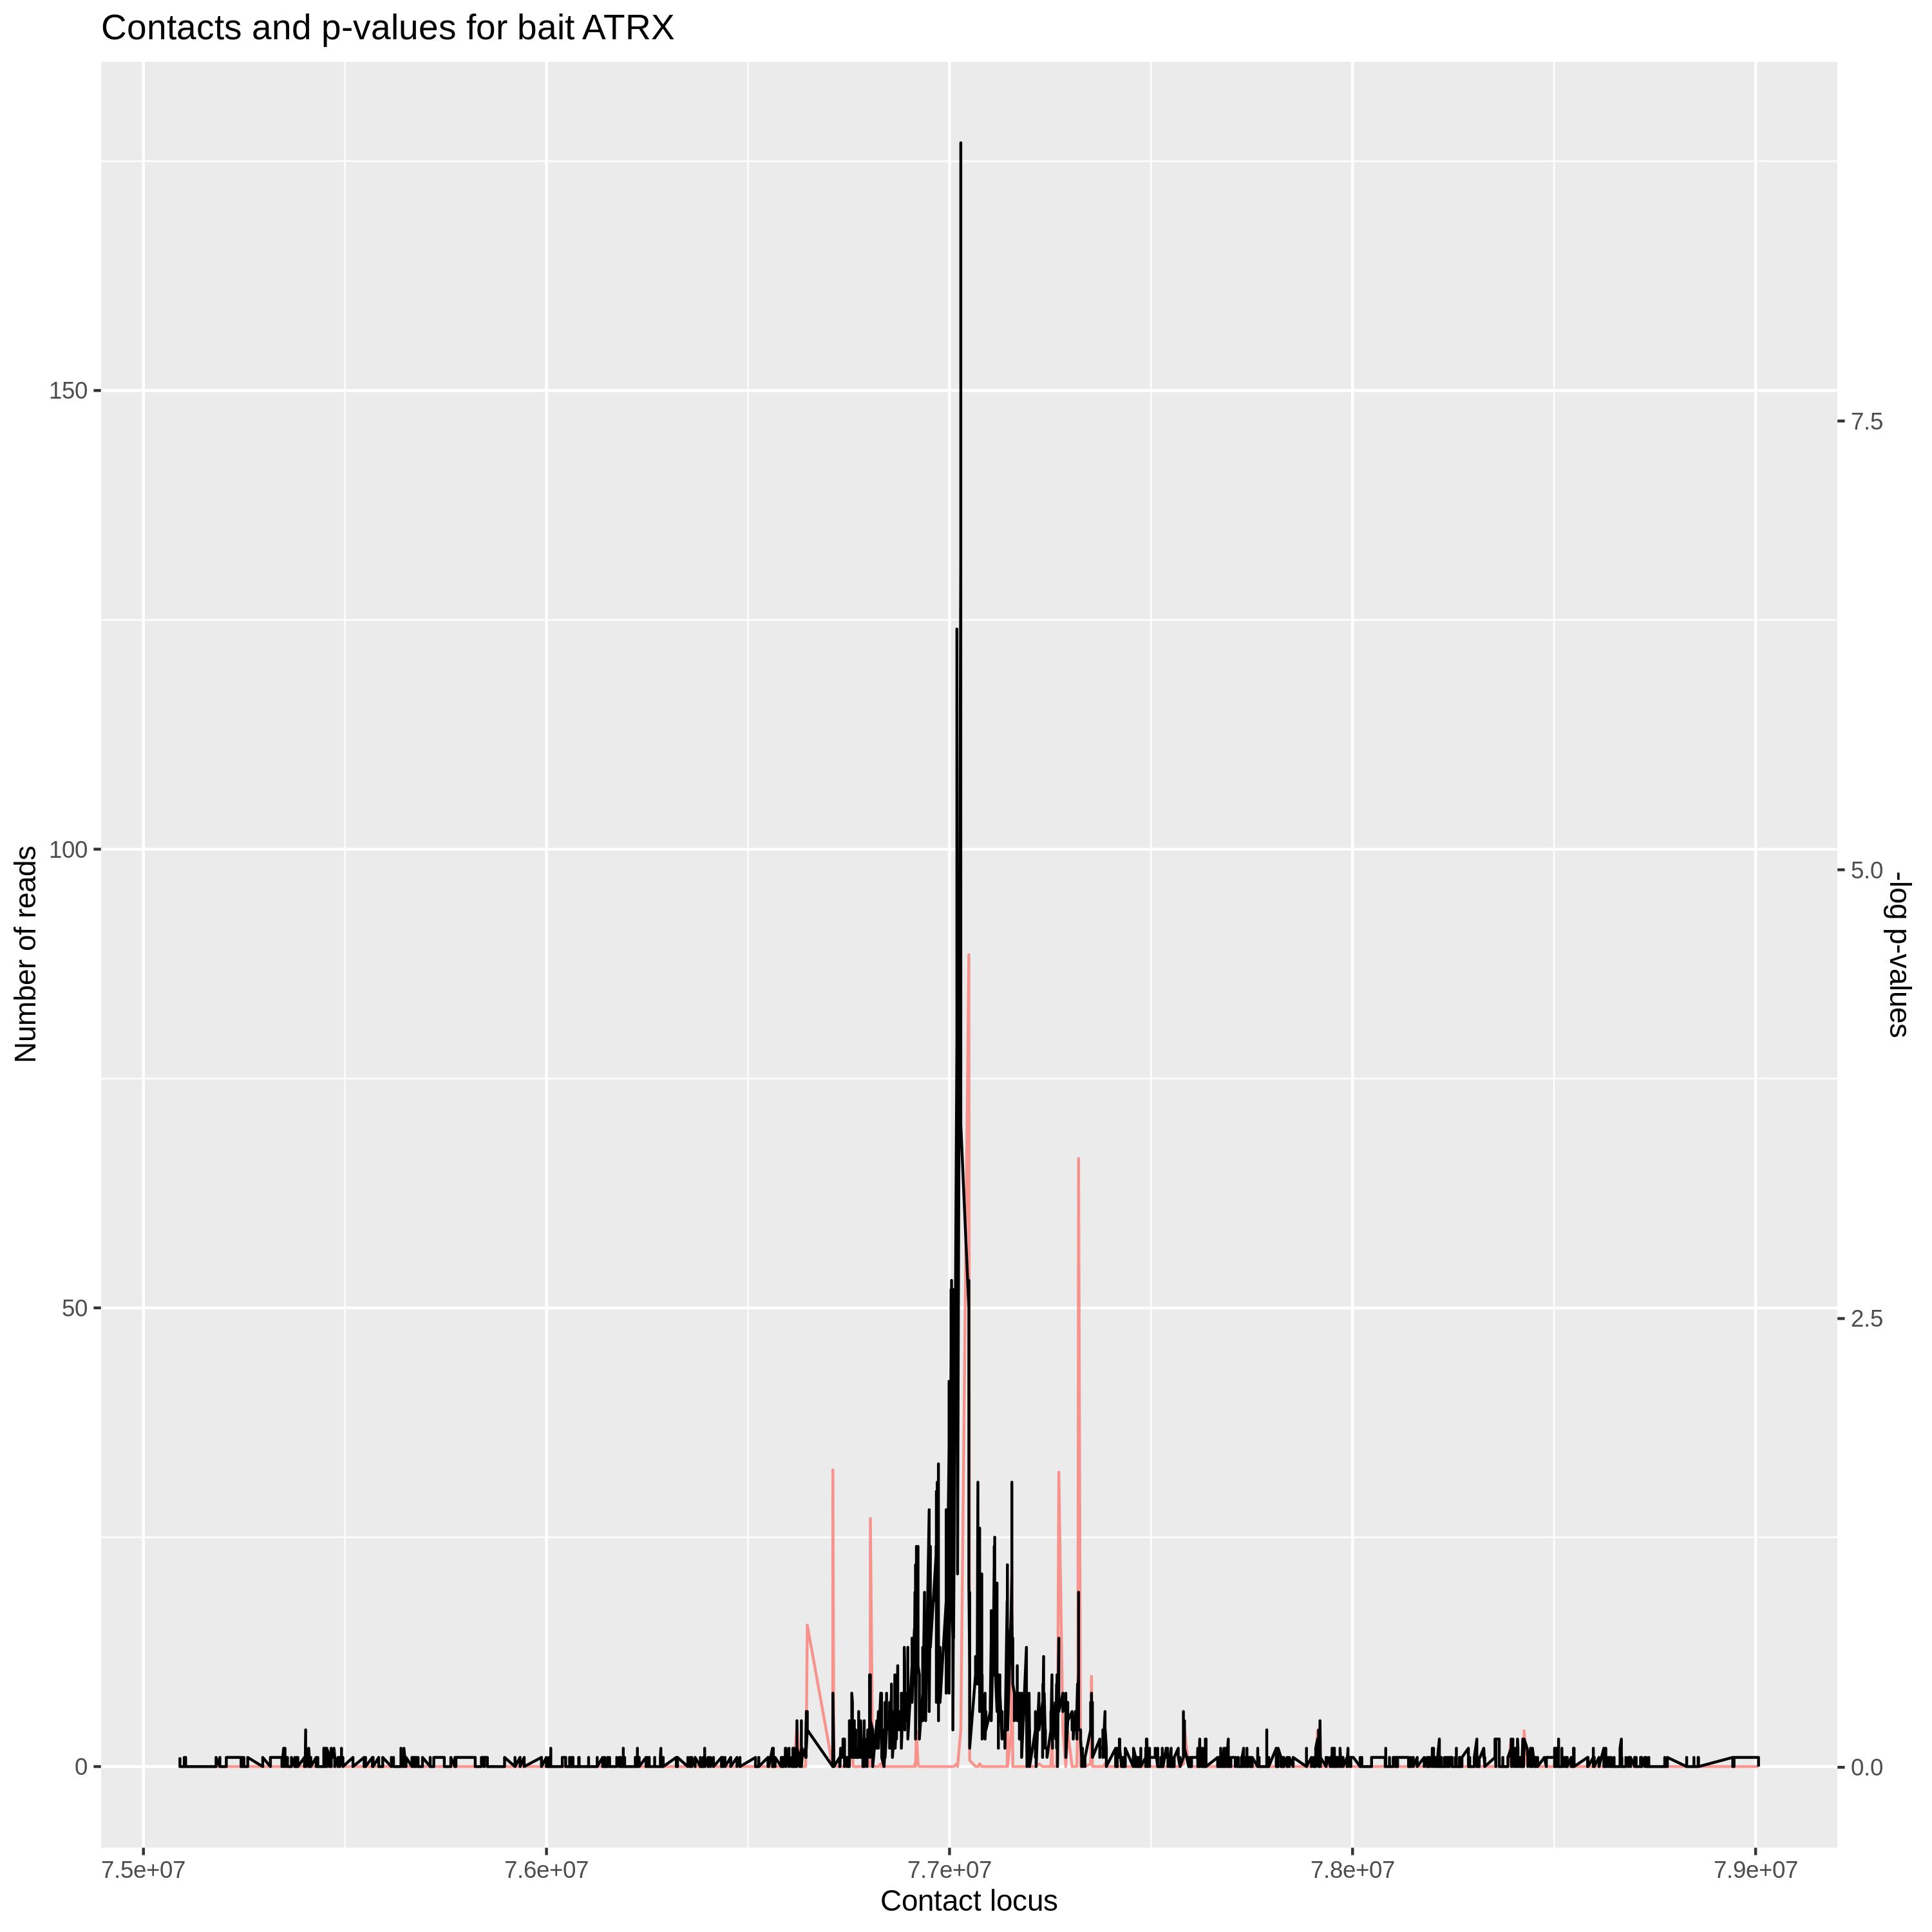 Contacts and p-values for bait ATRX
150
100
50
0
Number of reads
7.5
5.0
2.5
0.0
-log p-values
7.5e+07 7.6e+07 7.7e+07 7.8e+07 7.9e+07
Contact locus